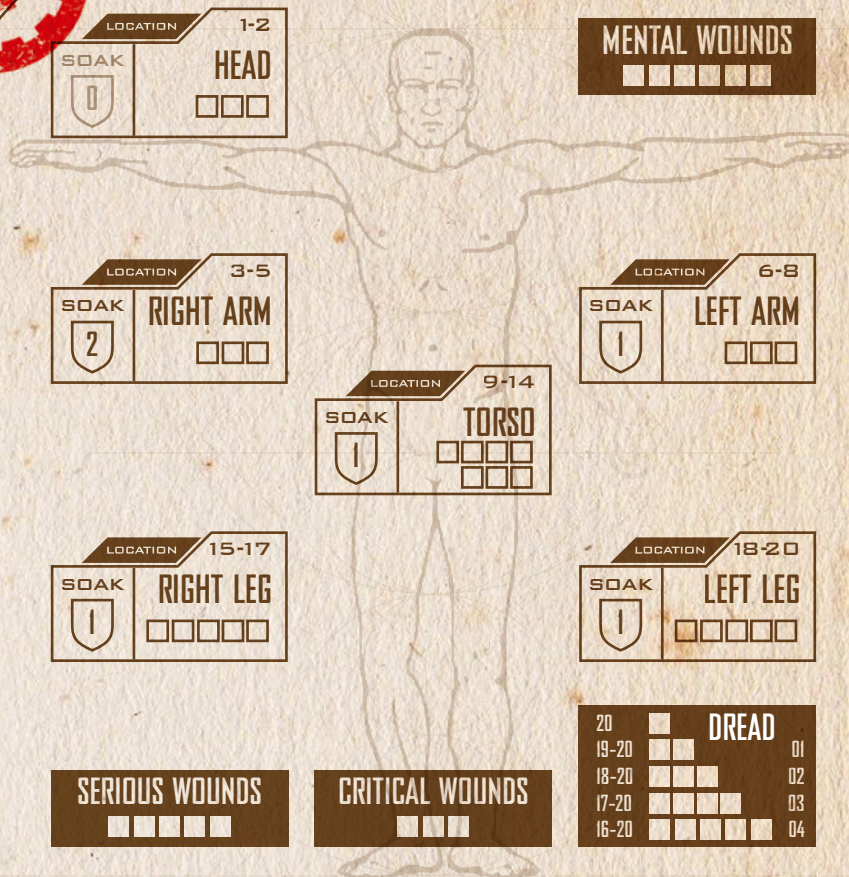 LOCATION 1-2
SOAK HEAD
0
MENTAL WOUNDS
LOCATION 3-5
SOAK RIGHT ARM
2
LOCATION 6-8
SOAK LEFT ARM
1
LOCATION 9-14
SOAK TORSO
1
LOCATION 15-17
SOAK RIGHT LEG
1
LOCATION 18-20
SOAK LEFT LEG
1
SERIOUS WOUNDS
CRITICAL WOUNDS
20 DREAD
19-20 01
18-20 02
17-20 03
16-20 04